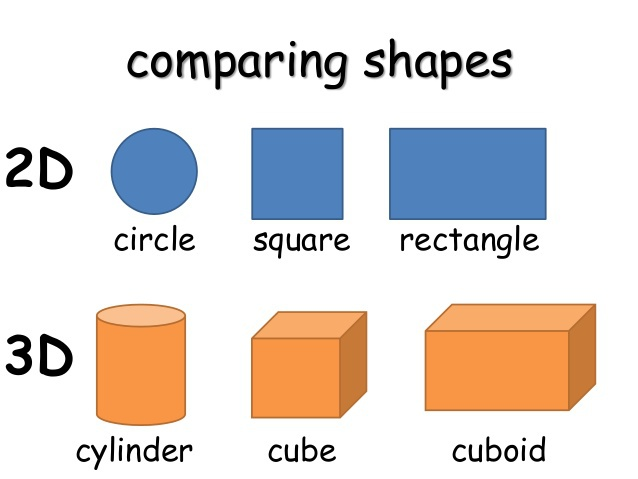 comparing shapes
2D
circle square rectangle
3D
cylinder cube cuboid